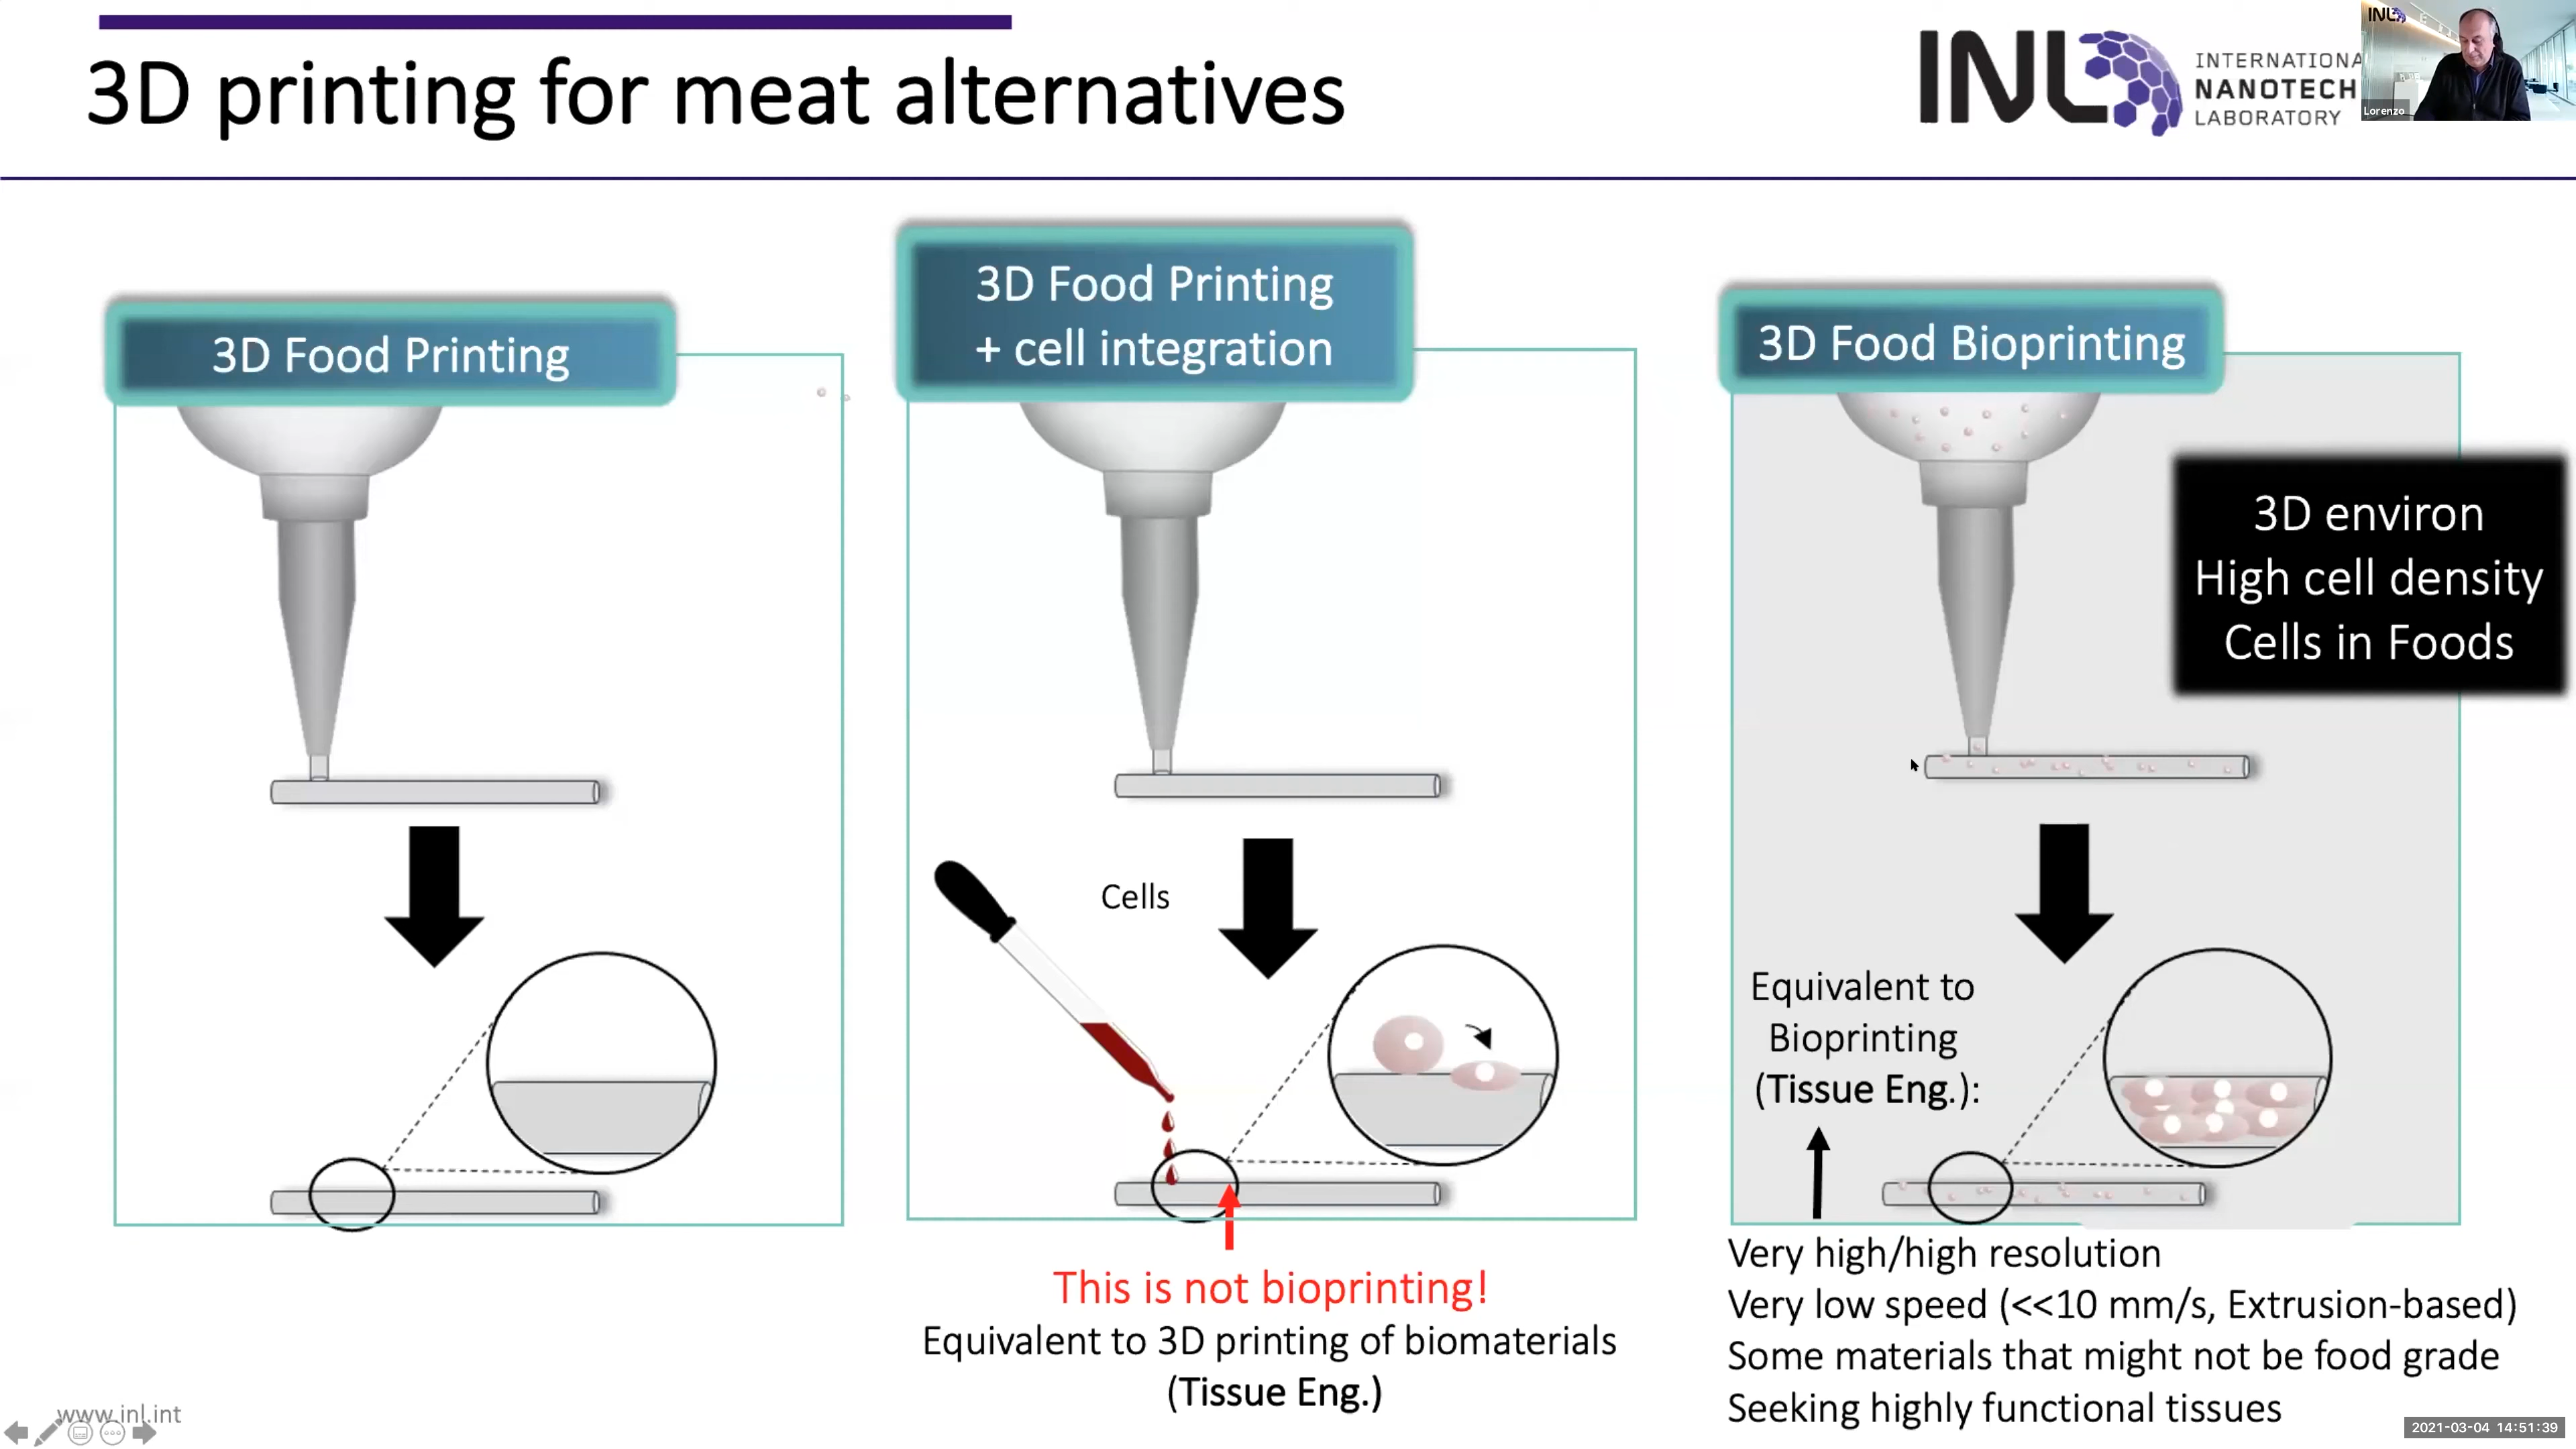 3D printing for meat alternatives
INL
INTERNATIONA
NANOTECH
LABORATORY
INL
Lorenzo
3D Food Printing
3D Food Printing
+ cell integration
3D Food Bioprinting
3D environ
High cell density
Cells in Foods
Cells
Equivalent to
Bioprinting
(Tissue Eng.):
This is not bioprinting!
Equivalent to 3D printing of biomaterials
(Tissue Eng.)
Very high/high resolution
Very low speed (<<10 mm/s, Extrusion-based)
Some materials that might not be food grade
Seeking highly functional tissues
www.inl.int
2021-03-04 14:51:39